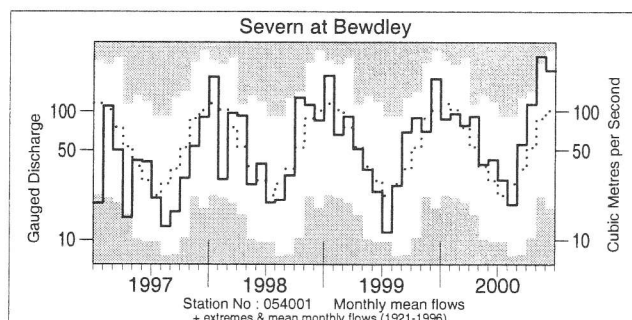 Severn at Bewdley
Gauged Discharge
100
50
10
100
50
10
Cubic Metres per Second
1997 1998 1999 2000
Station No : 054001 Monthly mean flows
+ extremes & mean monthly flows (1921-1996)